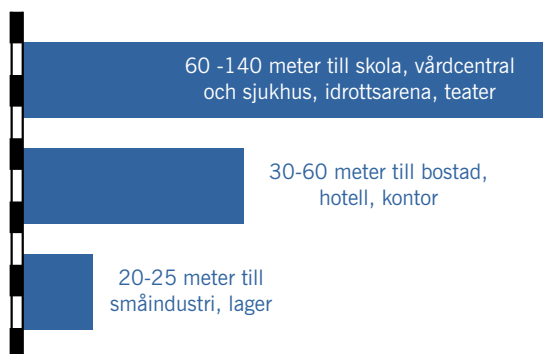 60 -140 meter till skola, vårdcentral
och sjukhus, idrottsarena, teater
30-60 meter till bostad,
hotell, kontor
20-25 meter till
småindustri, lager